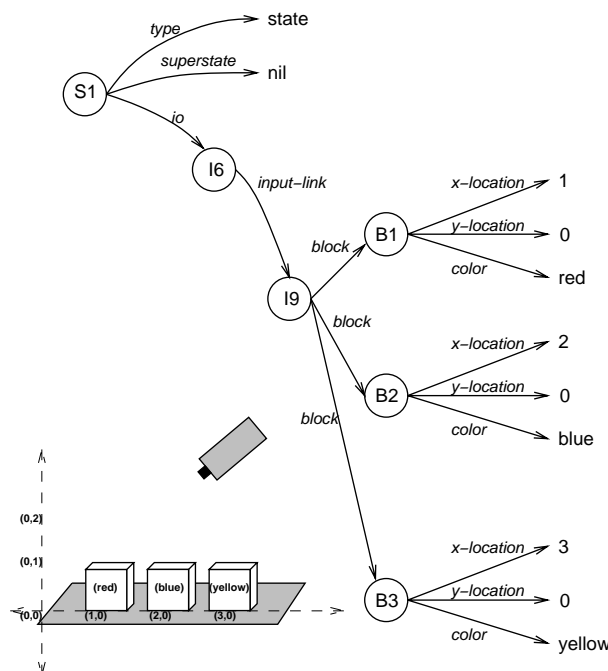 type
state
superstate
nil
S1
io
I6
input−link
x−location
1
B1
y−location
0
block
color
red
I9
block
x−location
2
B2
y−location
0
block
color
blue
(0,2)
(0,1)
x−location
3
(red)
(blue)
(yellow)
B3
y−location
0
(0,0)
(1,0)
(2,0)
(3,0)
color
yellow